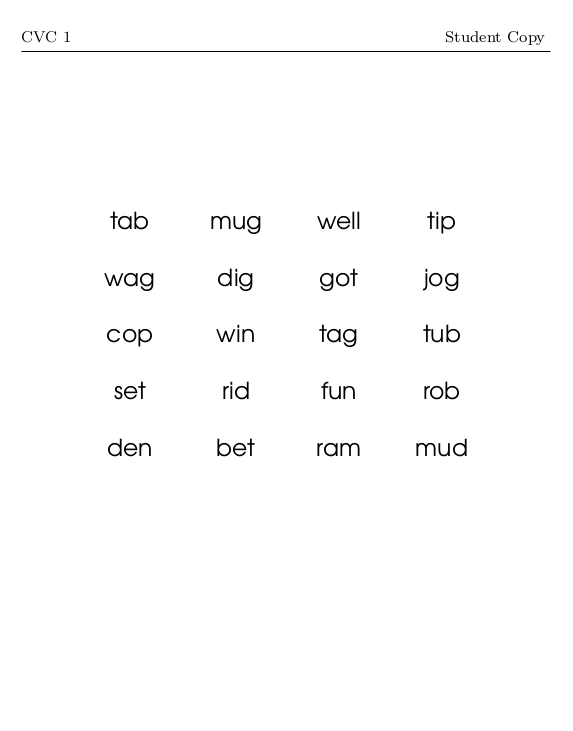 CVC 1 Student Copy
tab mug well tip
wag dig got jog
cop win tag tub
set rid fun rob
den bet ram mud